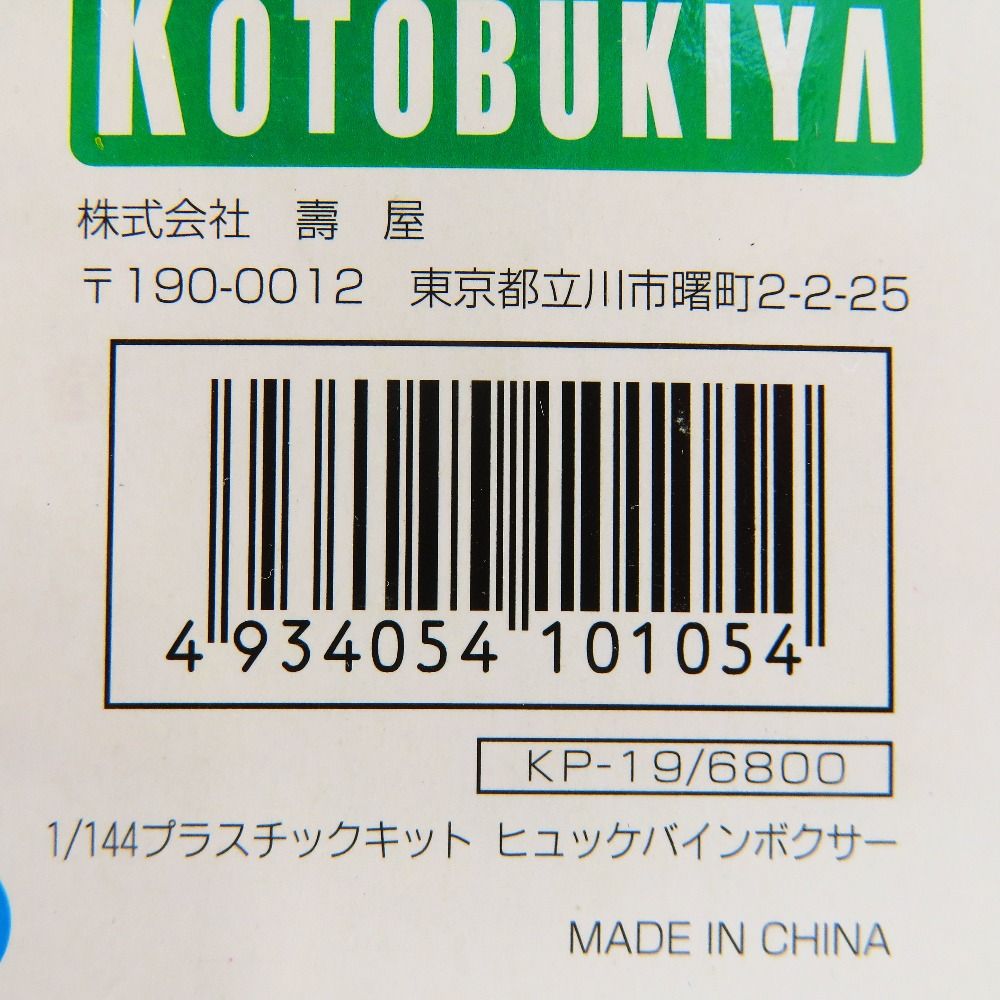 KOTOBUKIYA
株式会社 壽 屋
〒190-0012 東京都立川市曙町2-2-25
4 934054 101054
KP-19/6800
1/144プラスチックキット ヒュッケバインボクサー
MADE IN CHINA